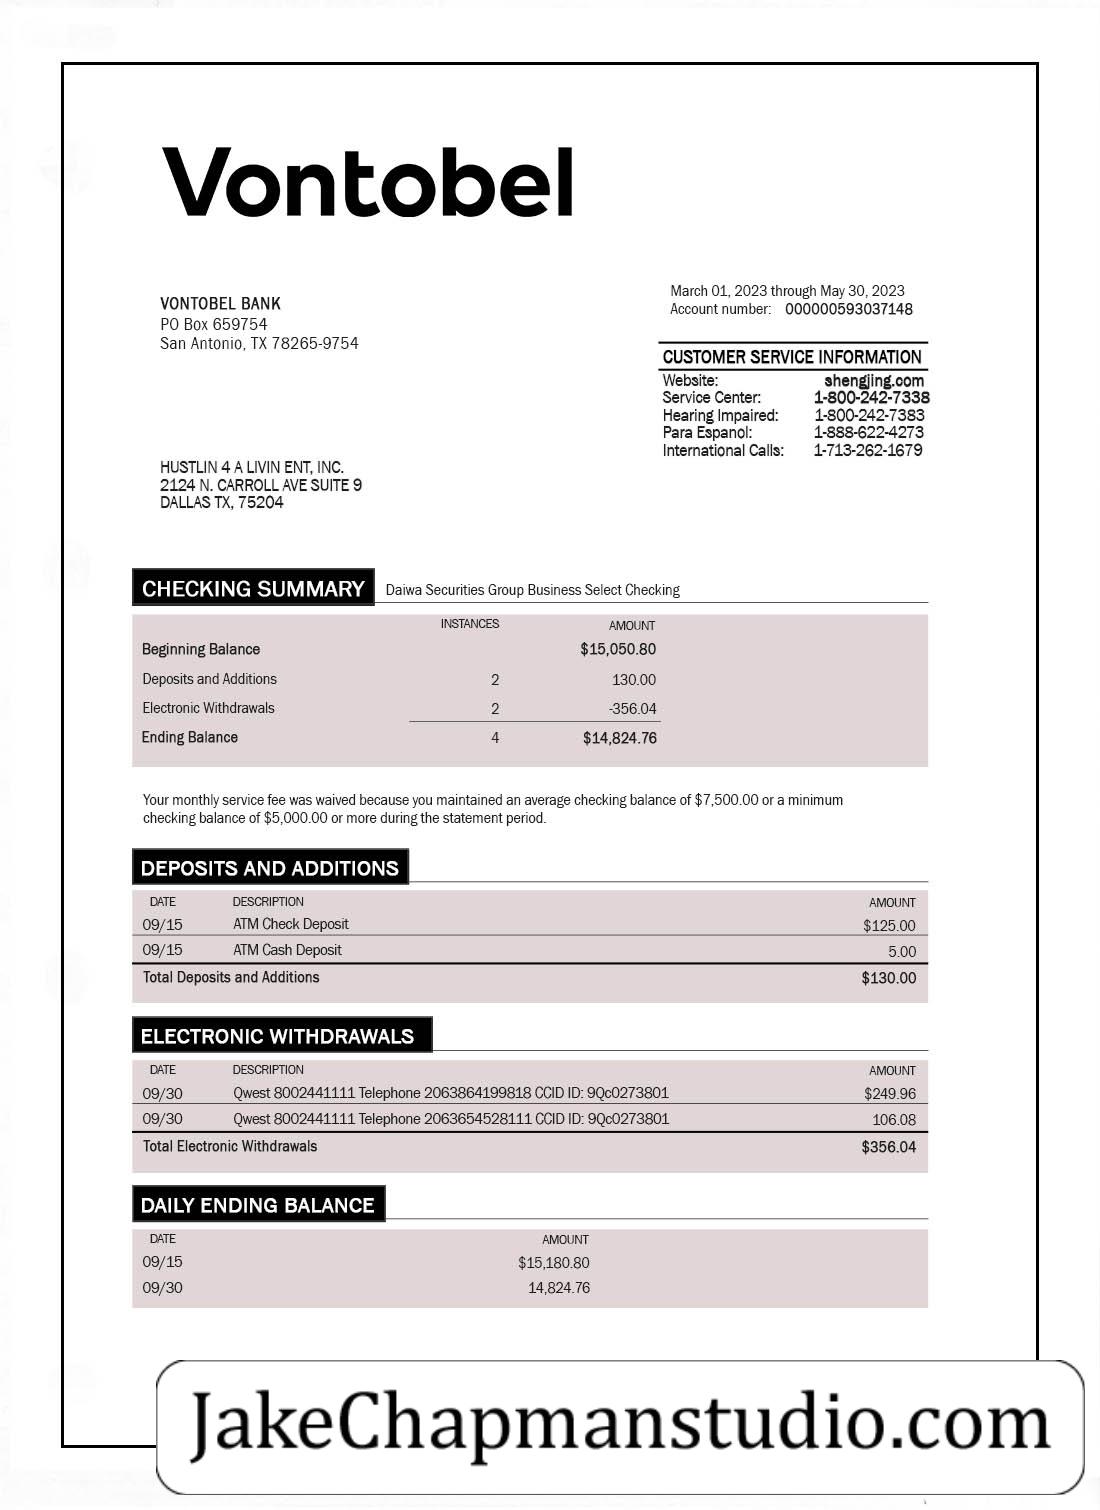 Vontobel
VONTOBEL BANK
PO Box 659754
San Antonio, TX 78265-9754
March 01, 2023 through May 30, 2023
Account number: 000000593037148
CUSTOMER SERVICE INFORMATION
Website: shengjing.com
Service Center: 1-800-242-7338
Hearing Impaired: 1-800-242-7383
Para Espanol: 1-888-622-4273
International Calls: 1-713-262-1679
HUSTLIN 4 A LIVIN ENT, INC.
2124 N. CARROLL AVE SUITE 9
DALLAS TX, 75204
CHECKING SUMMARY Daiwa Securities Group Business Select Checking
INSTANCES AMOUNT
Beginning Balance $15,050.80
Deposits and Additions 2 130.00
Electronic Withdrawals 2 -356.04
Ending Balance 4 $14,824.76
Your monthly service fee was waived because you maintained an average checking balance of $7,500.00 or a minimum
checking balance of $5,000.00 or more during the statement period.
DEPOSITS AND ADDITIONS
DATE DESCRIPTION AMOUNT
09/15 ATM Check Deposit $125.00
09/15 ATM Cash Deposit 5.00
Total Deposits and Additions $130.00
ELECTRONIC WITHDRAWALS
DATE DESCRIPTION AMOUNT
09/30 Qwest 8002441111 Telephone 2063864199818 CCID ID: 9Qc0273801 $249.96
09/30 Qwest 8002441111 Telephone 2063654528111 CCID ID: 9Qc0273801 106.08
Total Electronic Withdrawals $356.04
DAILY ENDING BALANCE
DATE AMOUNT
09/15 $15,180.80
09/30 14,824.76
JakeChapmanstudio.com